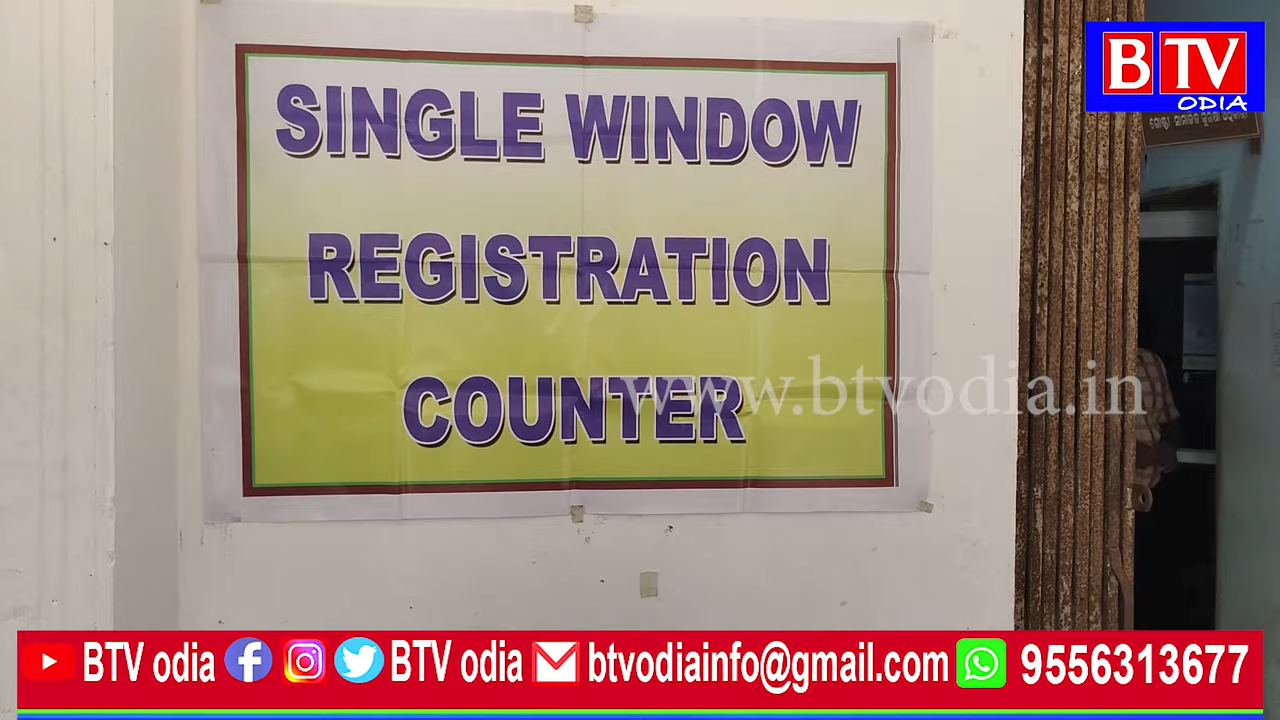 SINGLE WINDOW
REGISTRATION
COUNTER
BTV
ODIA
www.btvodia.in
BTV odia
BTV odia
btvodiainfo@gmail.com
9556313677